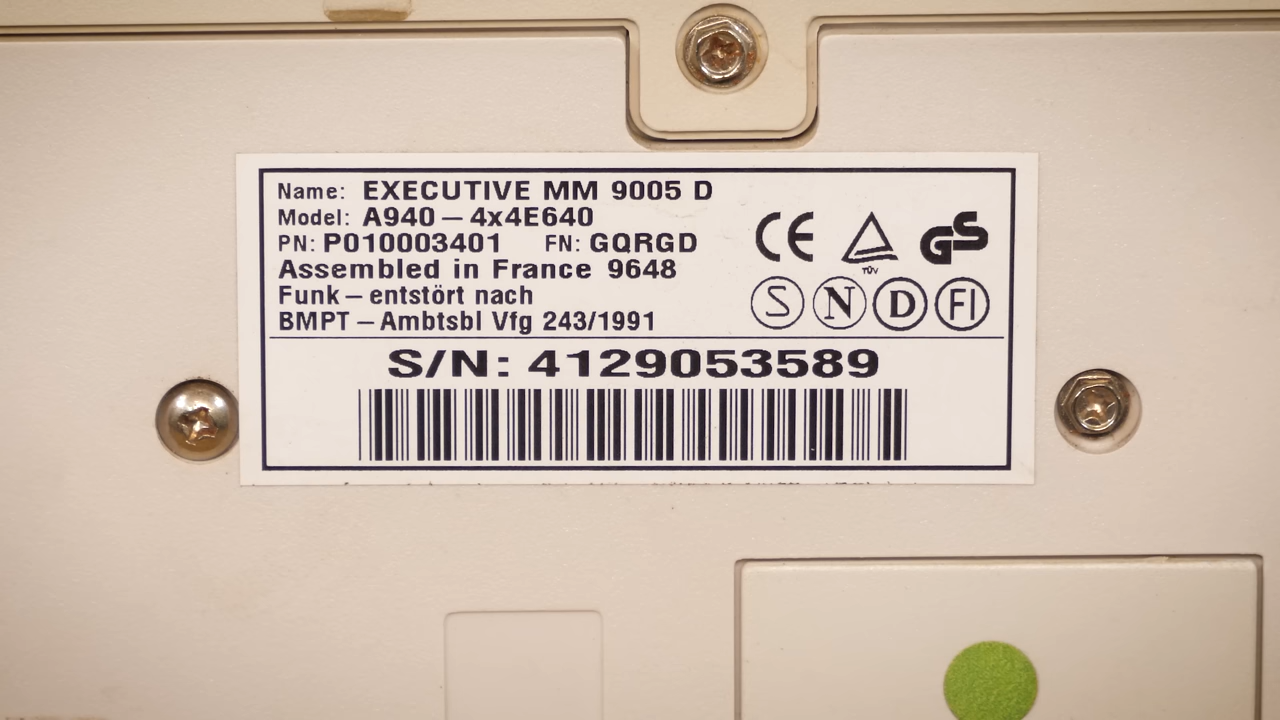 Name: EXECUTIVE MM 9005 D
Model: A940 – 4x4E640
PN: P010003401 FN: GQRGD
Assembled in France 9648
Funk – entstört nach
BMPT – Ambtsbl Vfg 243/1991
CE TÜV GS
S N D FI
S/N: 4129053589